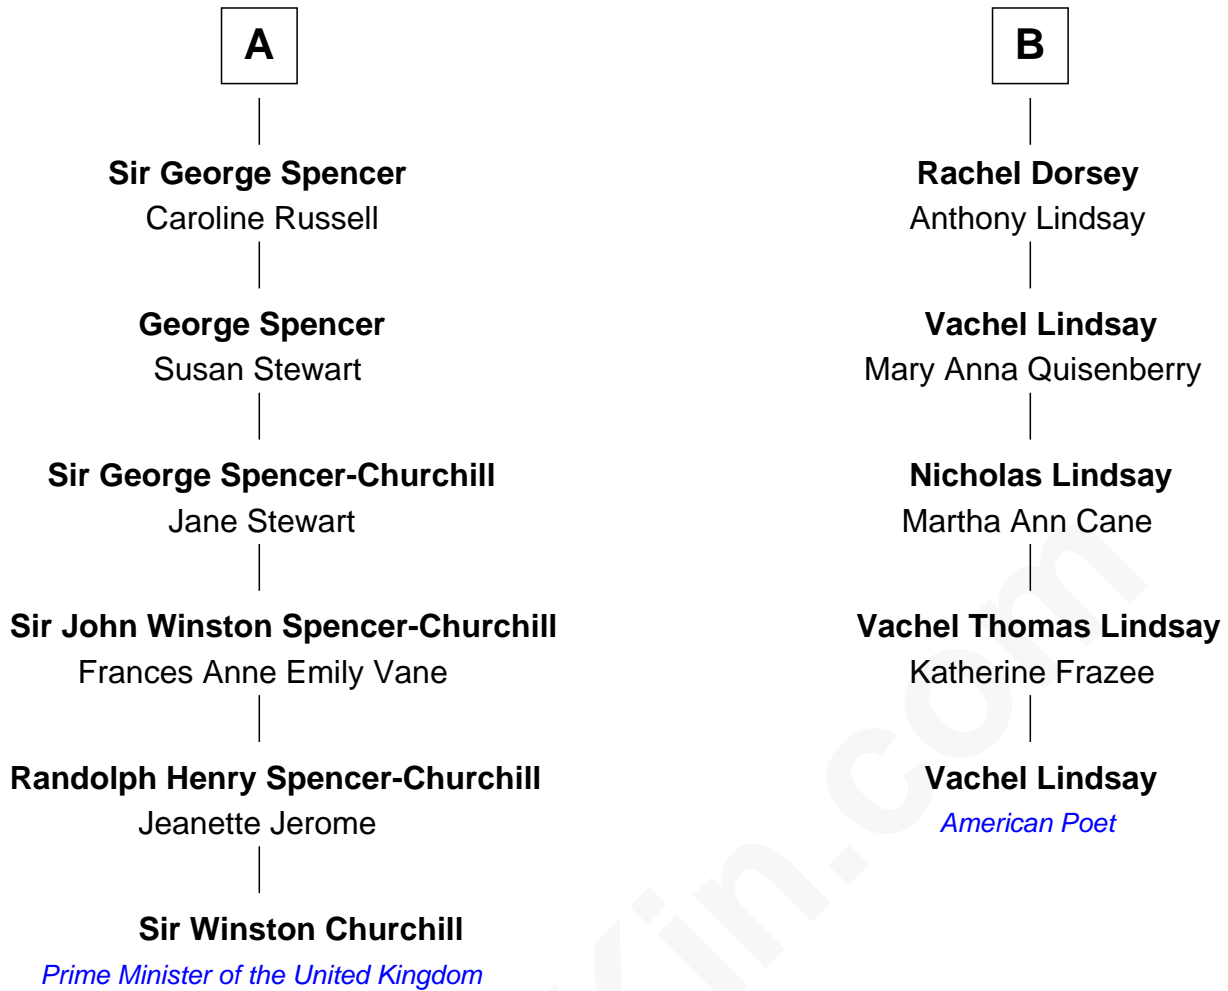 A
Sir George Spencer
Caroline Russell
George Spencer
Susan Stewart
Sir George Spencer-Churchill
Jane Stewart
Sir John Winston Spencer-Churchill
Frances Anne Emily Vane
Randolph Henry Spencer-Churchill
Jeanette Jerome
Sir Winston Churchill
Prime Minister of the United Kingdom
B
Rachel Dorsey
Anthony Lindsay
Vachel Lindsay
Mary Anna Quisenberry
Nicholas Lindsay
Martha Ann Cane
Vachel Thomas Lindsay
Katherine Frazee
Vachel Lindsay
American Poet
Kin.com